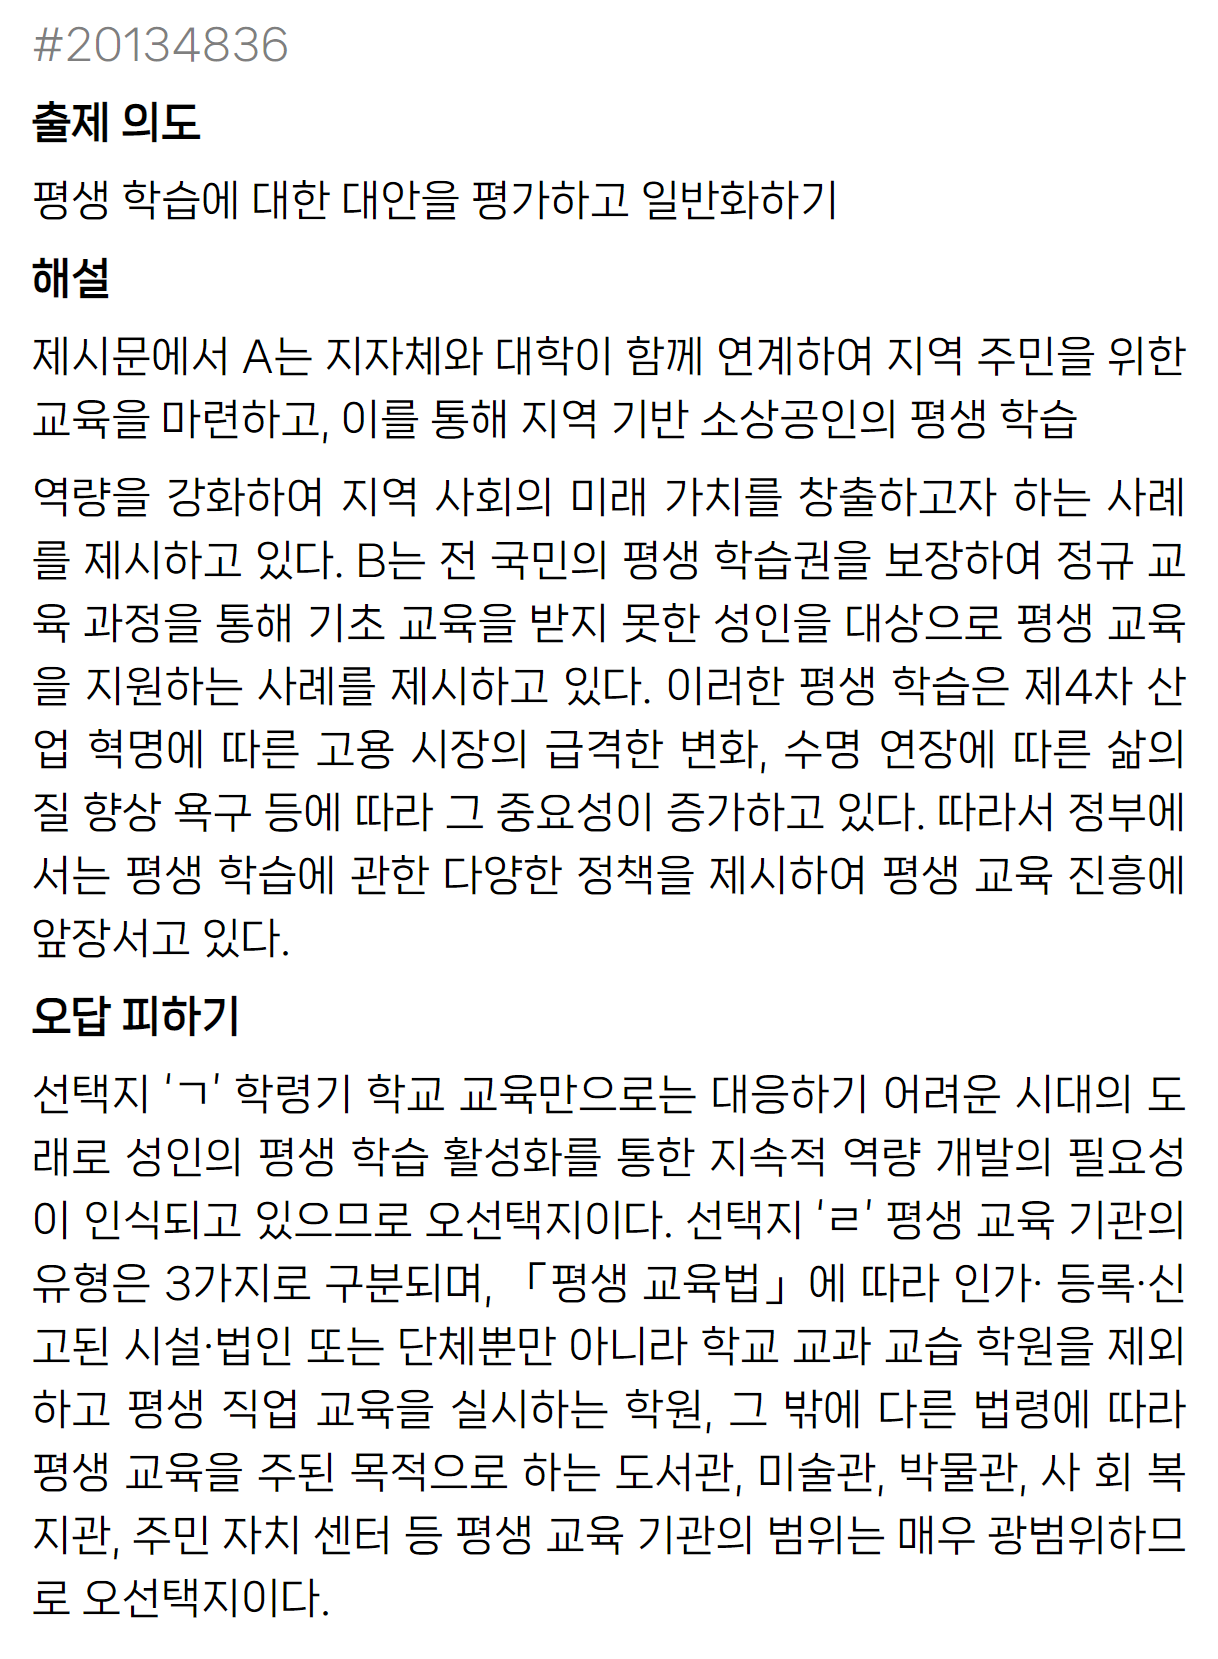 #20134836
출제 의도
평생 학습에 대한 대안을 평가하고 일반화하기
해설
제시문에서 A는 지자체와 대학이 함께 연계하여 지역 주민을 위한
교육을 마련하고, 이를 통해 지역 기반 소상공인의 평생 학습
역량을 강화하여 지역 사회의 미래 가치를 창출하고자 하는 사례
를 제시하고 있다. B는 전 국민의 평생 학습권을 보장하여 정규 교
육 과정을 통해 기초 교육을 받지 못한 성인을 대상으로 평생 교육
을 지원하는 사례를 제시하고 있다. 이러한 평생 학습은 제4차 산
업 혁명에 따른 고용 시장의 급격한 변화, 수명 연장에 따른 삶의
질 향상 욕구 등에 따라 그 중요성이 증가하고 있다. 따라서 정부에
서는 평생 학습에 관한 다양한 정책을 제시하여 평생 교육 진흥에
앞장서고 있다.
오답 피하기
선택지 ‘ㄱ’ 학령기 학교 교육만으로는 대응하기 어려운 시대의 도
래로 성인의 평생 학습 활성화를 통한 지속적 역량 개발의 필요성
이 인식되고 있으므로 오선택지이다. 선택지 ‘ㄹ’ 평생 교육 기관의
유형은 3가지로 구분되며, 「평생 교육법」에 따라 인가· 등록·신
고된 시설·법인 또는 단체뿐만 아니라 학교 교과 교습 학원을 제외
하고 평생 직업 교육을 실시하는 학원, 그 밖에 다른 법령에 따라
평생 교육을 주된 목적으로 하는 도서관, 미술관, 박물관, 사 회 복
지관, 주민 자치 센터 등 평생 교육 기관의 범위는 매우 광범위하므
로 오선택지이다.